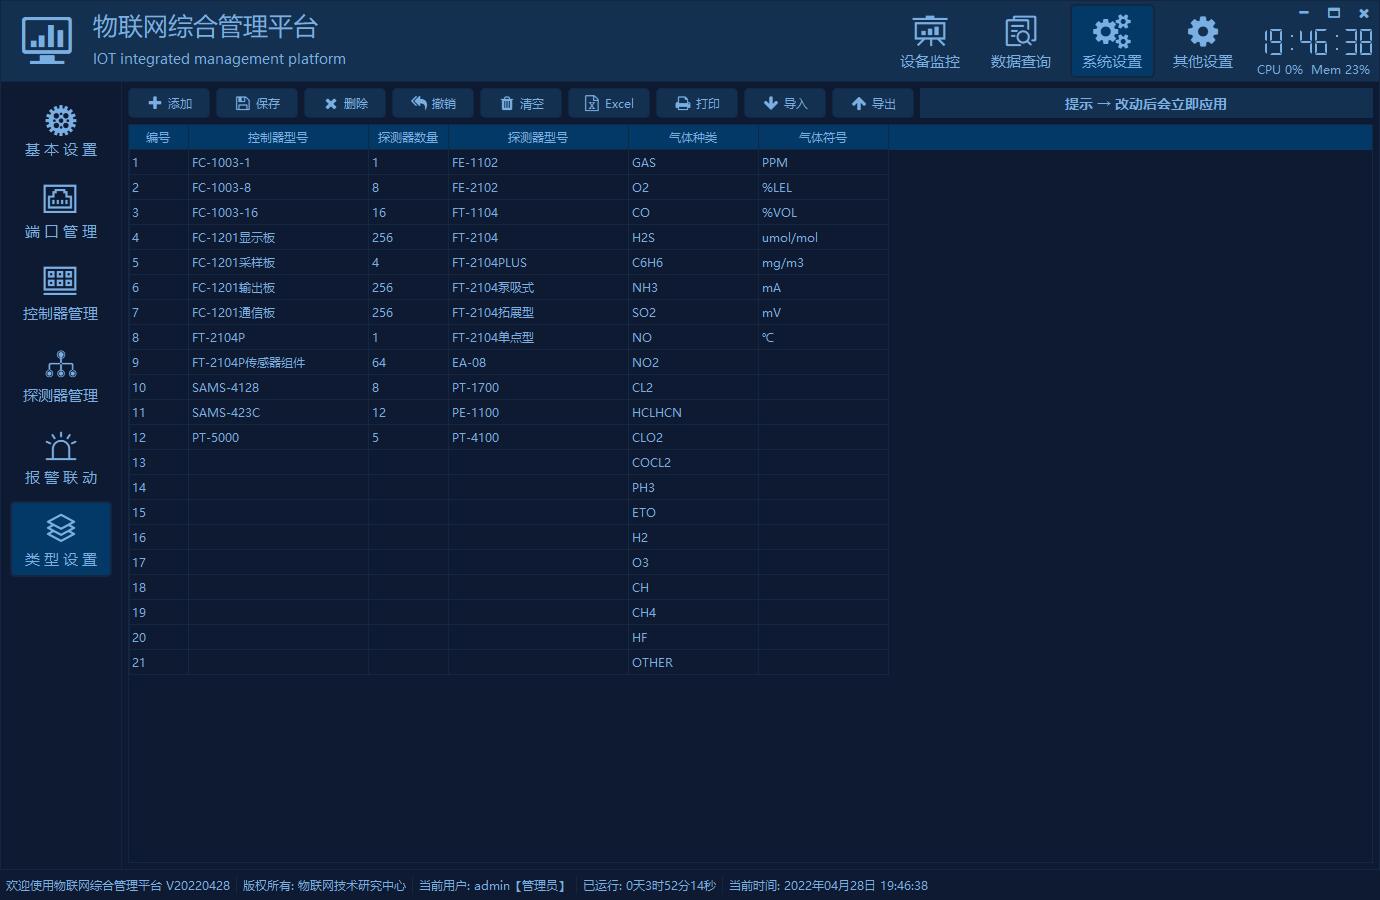 物联网综合管理平台
IOT integrated management platform
设备监控 数据查询 系统设置 其他设置
19:46:38
CPU 0% Mem 23%
添加 保存 删除 撤销 清空 Excel 打印 导入 导出 提示 → 改动后会立即应用
基本设置
端口管理
控制器管理
探测器管理
报警联动
类型设置
编号 控制器型号 探测器数量 探测器型号 气体种类 气体符号
1 FC-1003-1 1 FE-1102 GAS PPM
2 FC-1003-8 8 FE-2102 O2 %LEL
3 FC-1003-16 16 FT-1104 CO %VOL
4 FC-1201显示板 256 FT-2104 H2S umol/mol
5 FC-1201采样板 4 FT-2104PLUS C6H6 mg/m3
6 FC-1201输出板 256 FT-2104泵吸式 NH3 mA
7 FC-1201通信板 256 FT-2104拓展型 SO2 mV
8 FT-2104P 1 FT-2104单点型 NO ℃
9 FT-2104P传感器组件 64 EA-08 NO2
10 SAMS-4128 8 PT-1700 CL2
11 SAMS-423C 12 PE-1100 HCLHCN
12 PT-5000 5 PT-4100 CLO2
13 COCL2
14 PH3
15 ETO
16 H2
17 O3
18 CH
19 CH4
20 HF
21 OTHER
欢迎使用物联网综合管理平台 V20220428 版权所有: 物联网技术研究中心 当前用户: admin【管理员】 已运行: 0天3时52分14秒 当前时间: 2022年04月28日 19:46:38